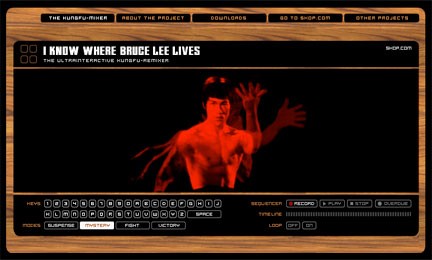 THE KUNGFU-MIXER ABOUT THE PROJECT DOWNLOADS GO TO SKOP.COM OTHER PROJECTS
I KNOW WHERE BRUCE LEE LIVES
SKOP.COM
THE ULTRAINTERACTIVE KUNGFU-REMIXER
KEYS 1 2 3 4 5 6 7 8 9 0 A B C D E F G H I J
K L M N O P Q R S T U V W X Y Z SPACE
MODES SUSPENSE MYSTERY FIGHT VICTORY
SEQUENCER RECORD PLAY STOP OVERDUB
TIMELINE
LOOP OFF ON